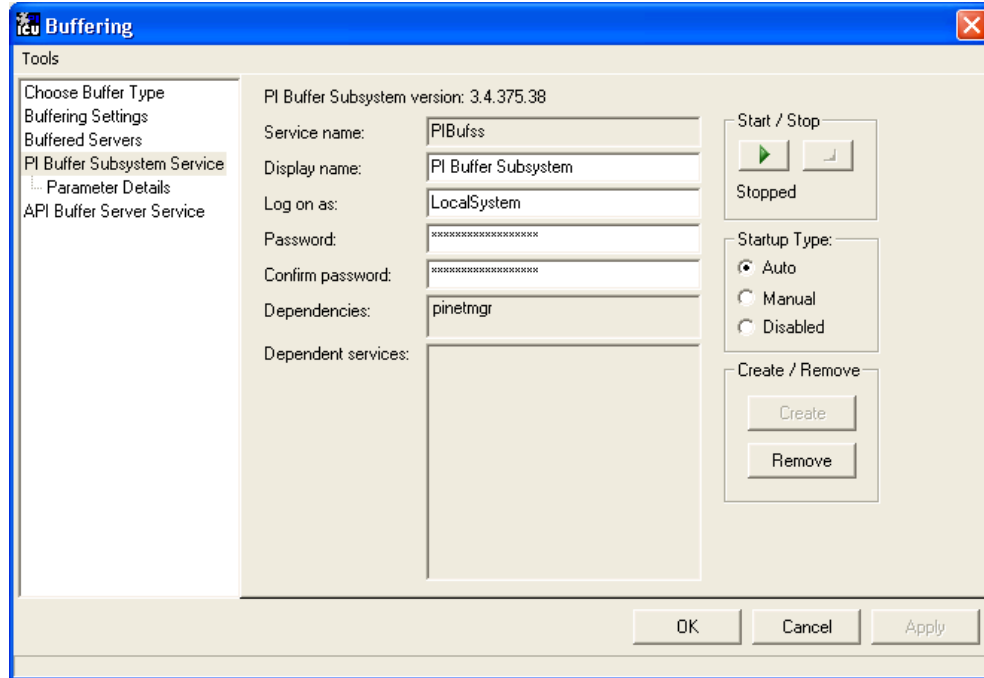 icu Buffering
Tools
Choose Buffer Type
Buffering Settings
Buffered Servers
PI Buffer Subsystem Service
Parameter Details
API Buffer Server Service
PI Buffer Subsystem version: 3.4.375.38
Service name:
PIBufss
Display name:
PI Buffer Subsystem
Log on as:
LocalSystem
Password:
******************
Confirm password:
******************
Dependencies:
pinetmgr
Dependent services:
Start / Stop
Stopped
Startup Type:
Auto
Manual
Disabled
Create / Remove
Create
Remove
OK
Cancel
Apply